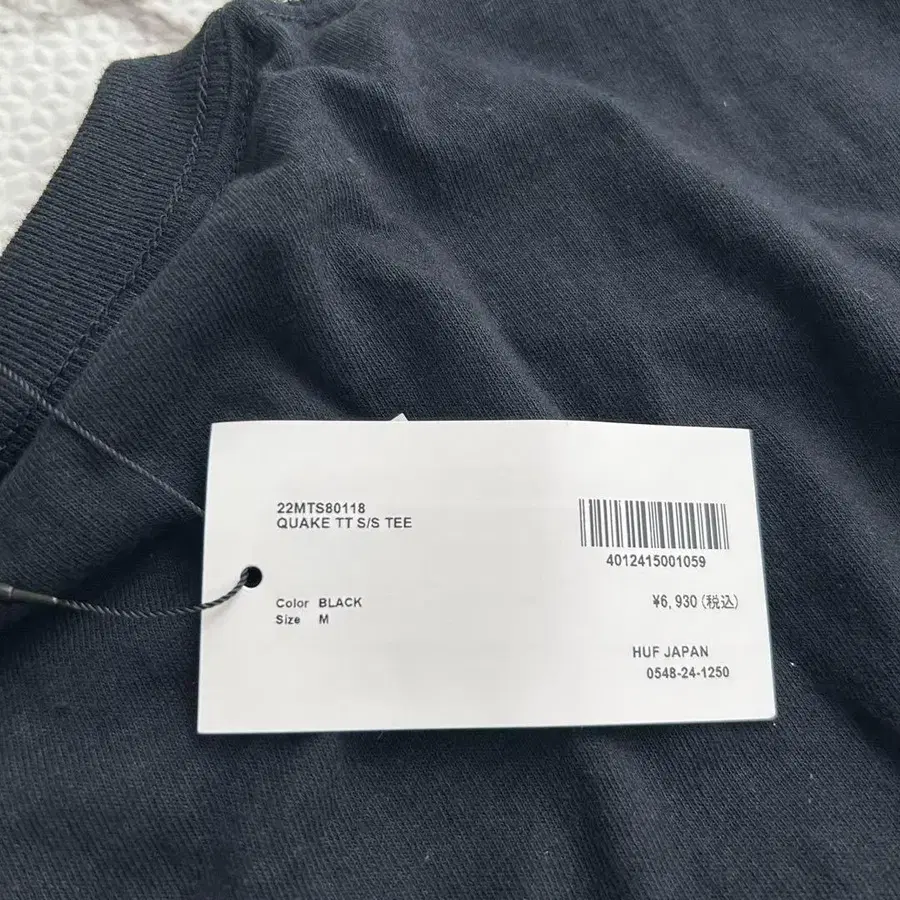 22MTS80118
QUAKE TT S/S TEE
4012415001059
Color BLACK
Size M
¥6,930(税込)
HUF JAPAN
0548-24-1250